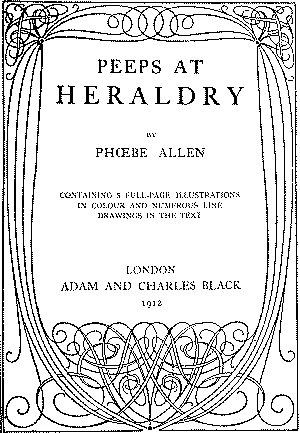 PEEPS AT
HERALDRY
BY
PHŒBE ALLEN
CONTAINING 8 FULL-PAGE ILLUSTRATIONS
IN COLOUR AND NUMEROUS LINE
DRAWINGS IN THE TEXT
LONDON
ADAM AND CHARLES BLACK
1912